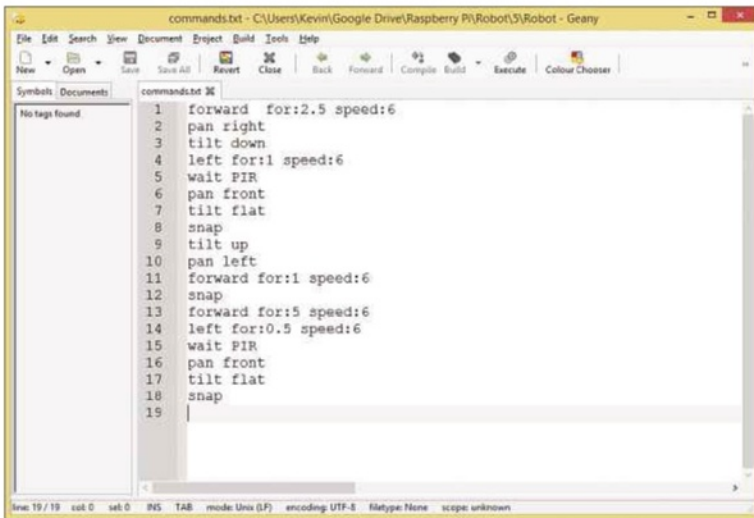 commands.txt - C:\Users\Kevin\Google Drive\Raspberry Pi\Robot\5\Robot - Geany
File Edit Search View Document Project Build Tools Help
New Open Save Save All Revert Close Back Forward Compile Build Execute Colour Chooser
Symbols Documents commands.txt
No tags found
1 forward  for:2.5 speed:6
2 pan right
3 tilt down
4 left for:1 speed:6
5 wait PIR
6 pan front
7 tilt flat
8 snap
9 tilt up
10 pan left
11 forward for:1 speed:6
12 snap
13 forward for:5 speed:6
14 left for:0.5 speed:6
15 wait PIR
16 pan front
17 tilt flat
18 snap
19
line: 19 / 19 col: 0 sel: 0 INS TAB mode: Unix (LF) encoding: UTF-8 filetype: None scope: unknown